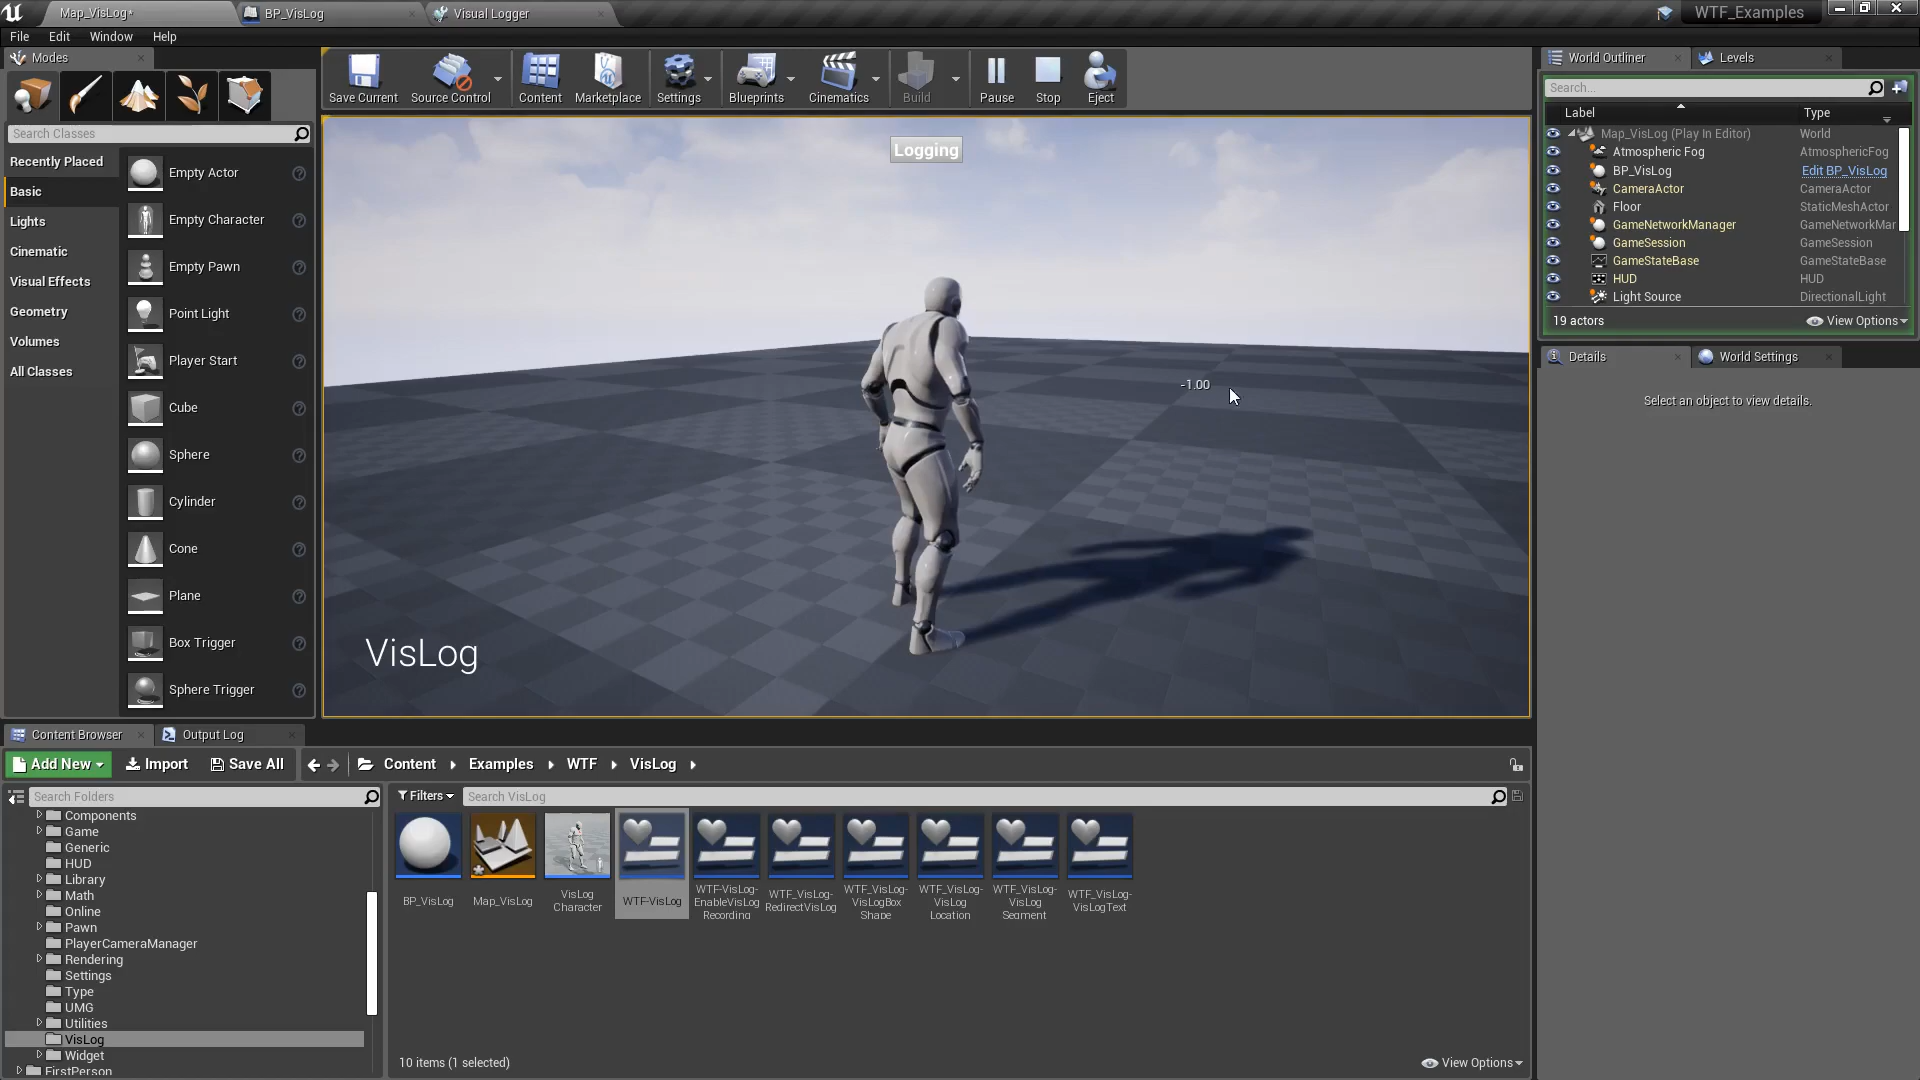 Map_VisLog*
BP_VisLog
Visual Logger
WTF_Examples
File Edit Window Help
Modes
Save Current
Source Control
Content
Marketplace
Settings
Blueprints
Cinematics
Build
Pause
Stop
Eject
World Outliner
Levels
Search...
Label Type
Map_VisLog (Play In Editor) World
Atmospheric Fog AtmosphericFog
BP_VisLog Edit BP_VisLog
CameraActor CameraActor
Floor StaticMeshActor
GameNetworkManager GameNetworkMar
GameSession GameSession
GameStateBase GameStateBase
HUD HUD
Light Source DirectionalLight
19 actors
View Options
Details
World Settings
Select an object to view details.
Search Classes
Recently Placed
Basic
Lights
Cinematic
Visual Effects
Geometry
Volumes
All Classes
Empty Actor
Empty Character
Empty Pawn
Point Light
Player Start
Cube
Sphere
Cylinder
Cone
Plane
Box Trigger
Sphere Trigger
Logging
-1.00
VisLog
Content Browser
Output Log
Add New
Import
Save All
Content
Examples
WTF
VisLog
Search Folders
Filters
Search VisLog
Components
Game
Generic
HUD
Library
Math
Online
Pawn
PlayerCameraManager
Rendering
Settings
Type
UMG
Utilities
VisLog
Widget
FirstPerson
BP_VisLog
Map_VisLog
VisLog
Character
WTF-VisLog
WTF-VisLog-
EnableVisLog
Recording
WTF_VisLog-
RedirectVisLog
WTF_VisLog-
VisLogBox
Shape
WTF_VisLog-
VisLog
Location
WTF_VisLog-
VisLog
Segment
WTF_VisLog-
VisLogText
10 items (1 selected)
View Options